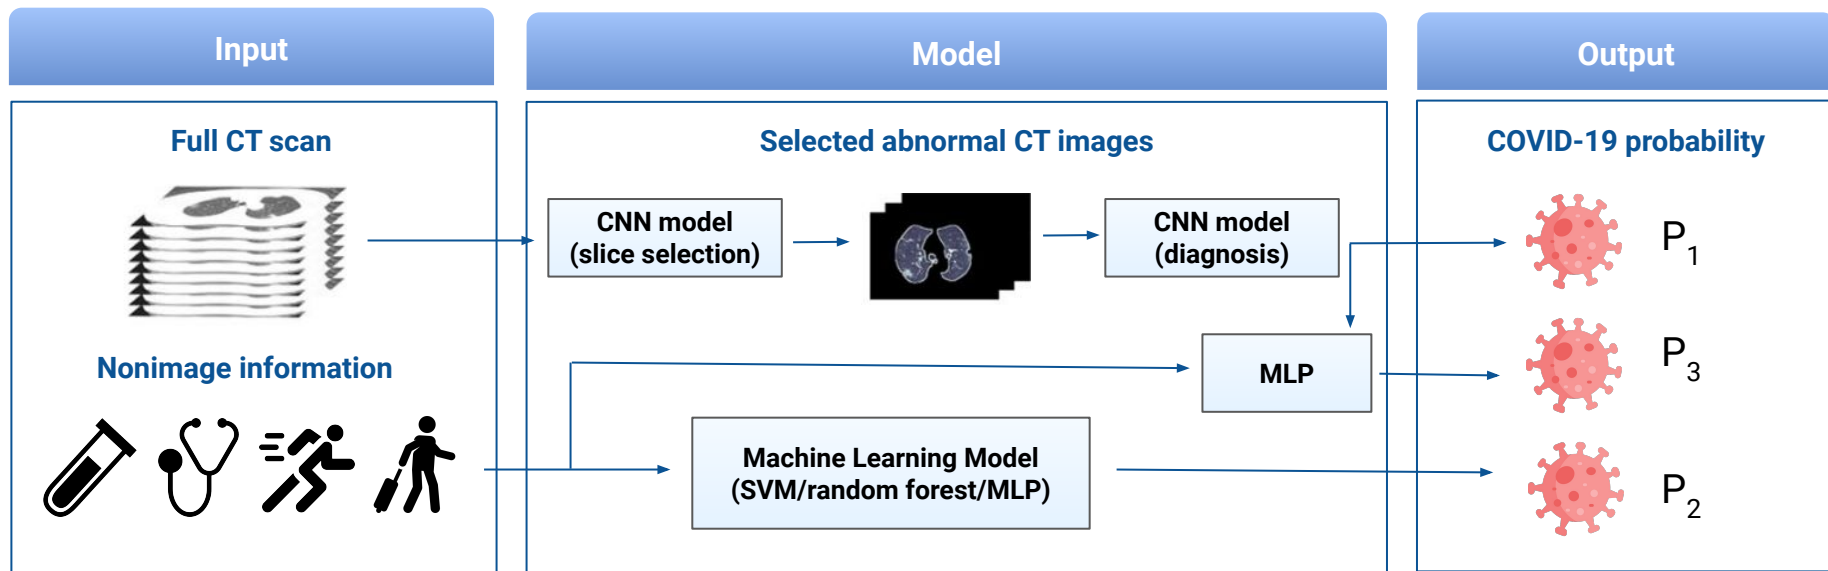 Input
Model
Output
Full CT scan
Selected abnormal CT images
COVID-19 probability
CNN model
(slice selection)
CNN model
(diagnosis)
P1
Nonimage information
MLP
P3
Machine Learning Model
(SVM/random forest/MLP)
P2